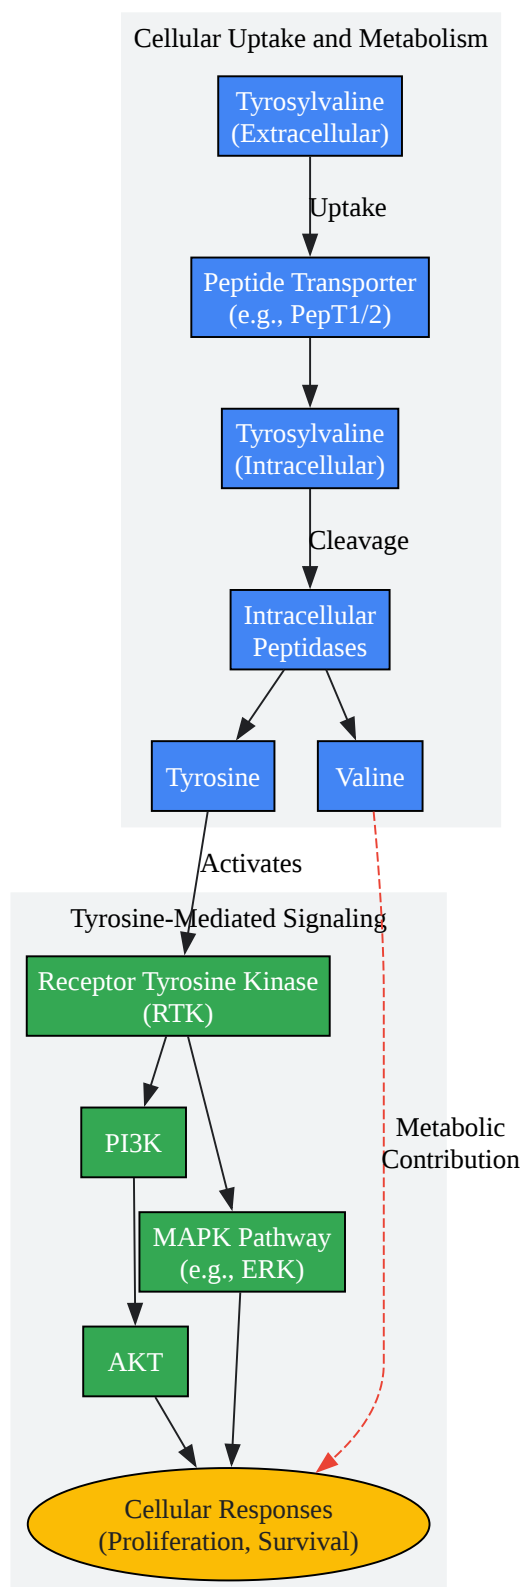 Cellular Uptake and Metabolism
Tyrosylvaline
(Extracellular)
Uptake
Peptide Transporter
(e.g., PepT1/2)
Tyrosylvaline
(Intracellular)
Cleavage
Intracellular
Peptidases
Tyrosine
Valine
Activates
Tyrosine-Mediated Signaling
Receptor Tyrosine Kinase
(RTK)
PI3K
Metabolic
Contribution
MAPK Pathway
(e.g., ERK)
AKT
Cellular Responses
(Proliferation, Survival)